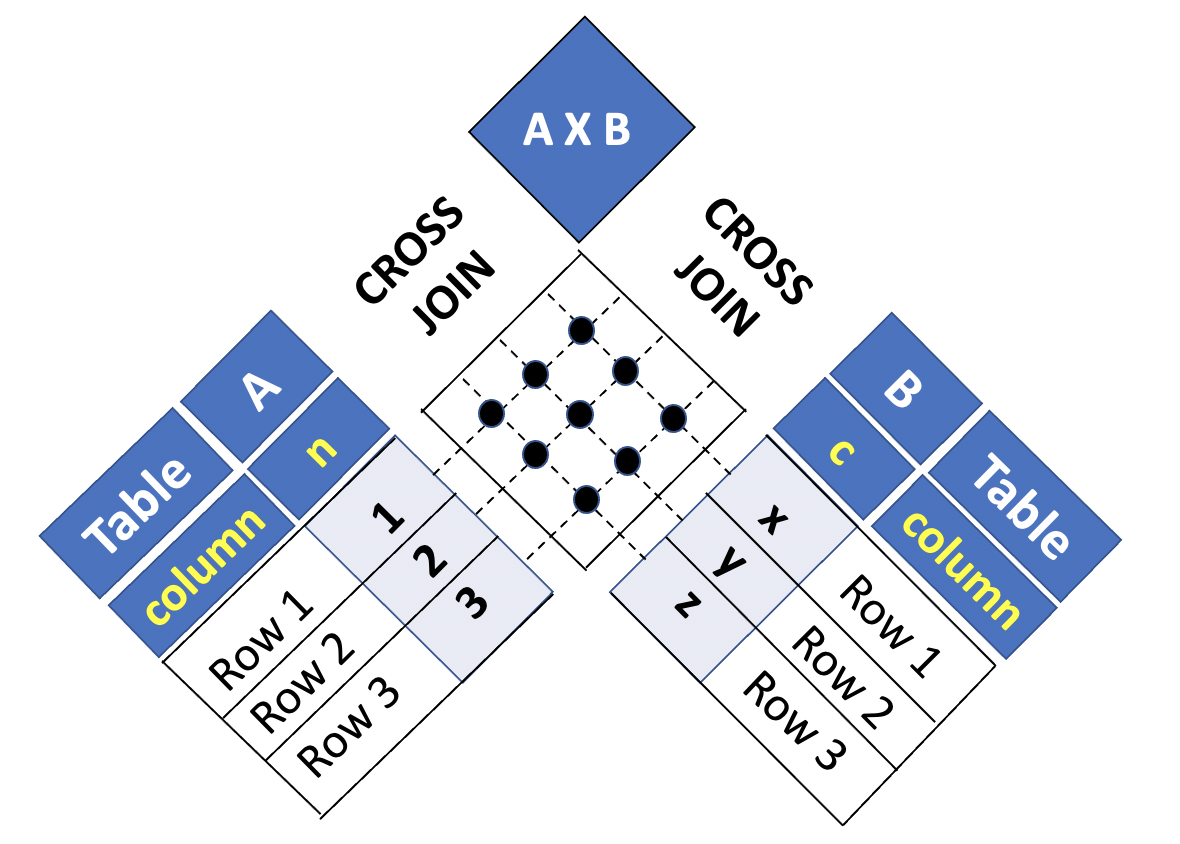 A X B
CROSS
JOIN
CROSS
JOIN
Table A
column n
Row 1 1
Row 2 2
Row 3 3
B Table
c column
x Row 1
y Row 2
z Row 3